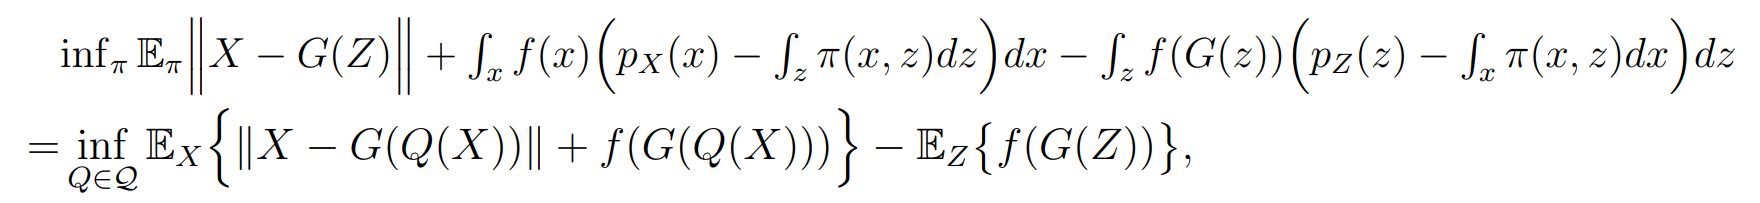 inf_π 𝔼_π‖X − G(Z)‖ + ∫_x f(x)(p_X(x) − ∫_z π(x, z)dz)dx − ∫_z f(G(z))(p_Z(z) − ∫_x π(x, z)dx)dz
= inf_{Q∈𝒬} 𝔼_X{‖X − G(Q(X))‖ + f(G(Q(X)))} − 𝔼_Z{f(G(Z))},